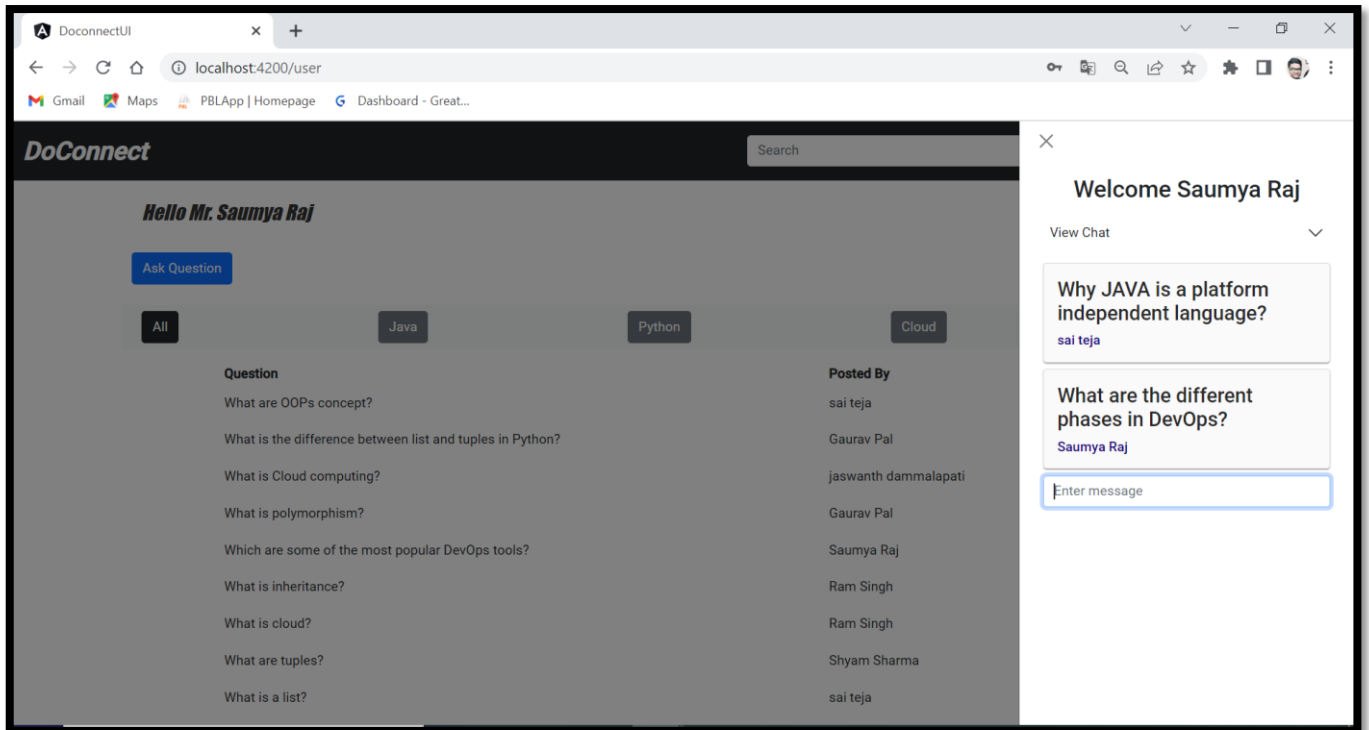 DoconnectUI
localhost:4200/user
Gmail Maps PBLApp | Homepage Dashboard - Great...
DoConnect
Search
Hello Mr. Saumya Raj
Ask Question
All Java Python Cloud
Question Posted By
What are OOPs concept? sai teja
What is the difference between list and tuples in Python? Gaurav Pal
What is Cloud computing? jaswanth dammalapati
What is polymorphism? Gaurav Pal
Which are some of the most popular DevOps tools? Saumya Raj
What is inheritance? Ram Singh
What is cloud? Ram Singh
What are tuples? Shyam Sharma
What is a list? sai teja
Welcome Saumya Raj
View Chat
Why JAVA is a platform
independent language?
sai teja
What are the different
phases in DevOps?
Saumya Raj
Enter message